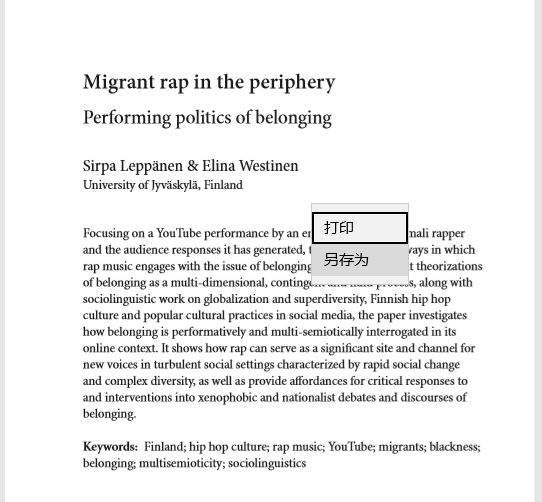 Migrant rap in the periphery
Performing politics of belonging
Sirpa Leppänen & Elina Westinen
University of Jyväskylä, Finland
Focusing on a YouTube performance by an mali rapper
and the audience responses it has generated, ways in which
rap music engages with the issue of belonging t theorizations
of belonging as a multi-dimensional, contingent and fluid process, along with
sociolinguistic work on globalization and superdiversity, Finnish hip hop
culture and popular cultural practices in social media, the paper investigates
how belonging is performatively and multi-semiotically interrogated in its
online context. It shows how rap can serve as a significant site and channel for
new voices in turbulent social settings characterized by rapid social change
and complex diversity, as well as provide affordances for critical responses to
and interventions into xenophobic and nationalist debates and discourses of
belonging.
Keywords: Finland; hip hop culture; rap music; YouTube; migrants; blackness;
belonging; multisemioticity; sociolinguistics
打印
另存为